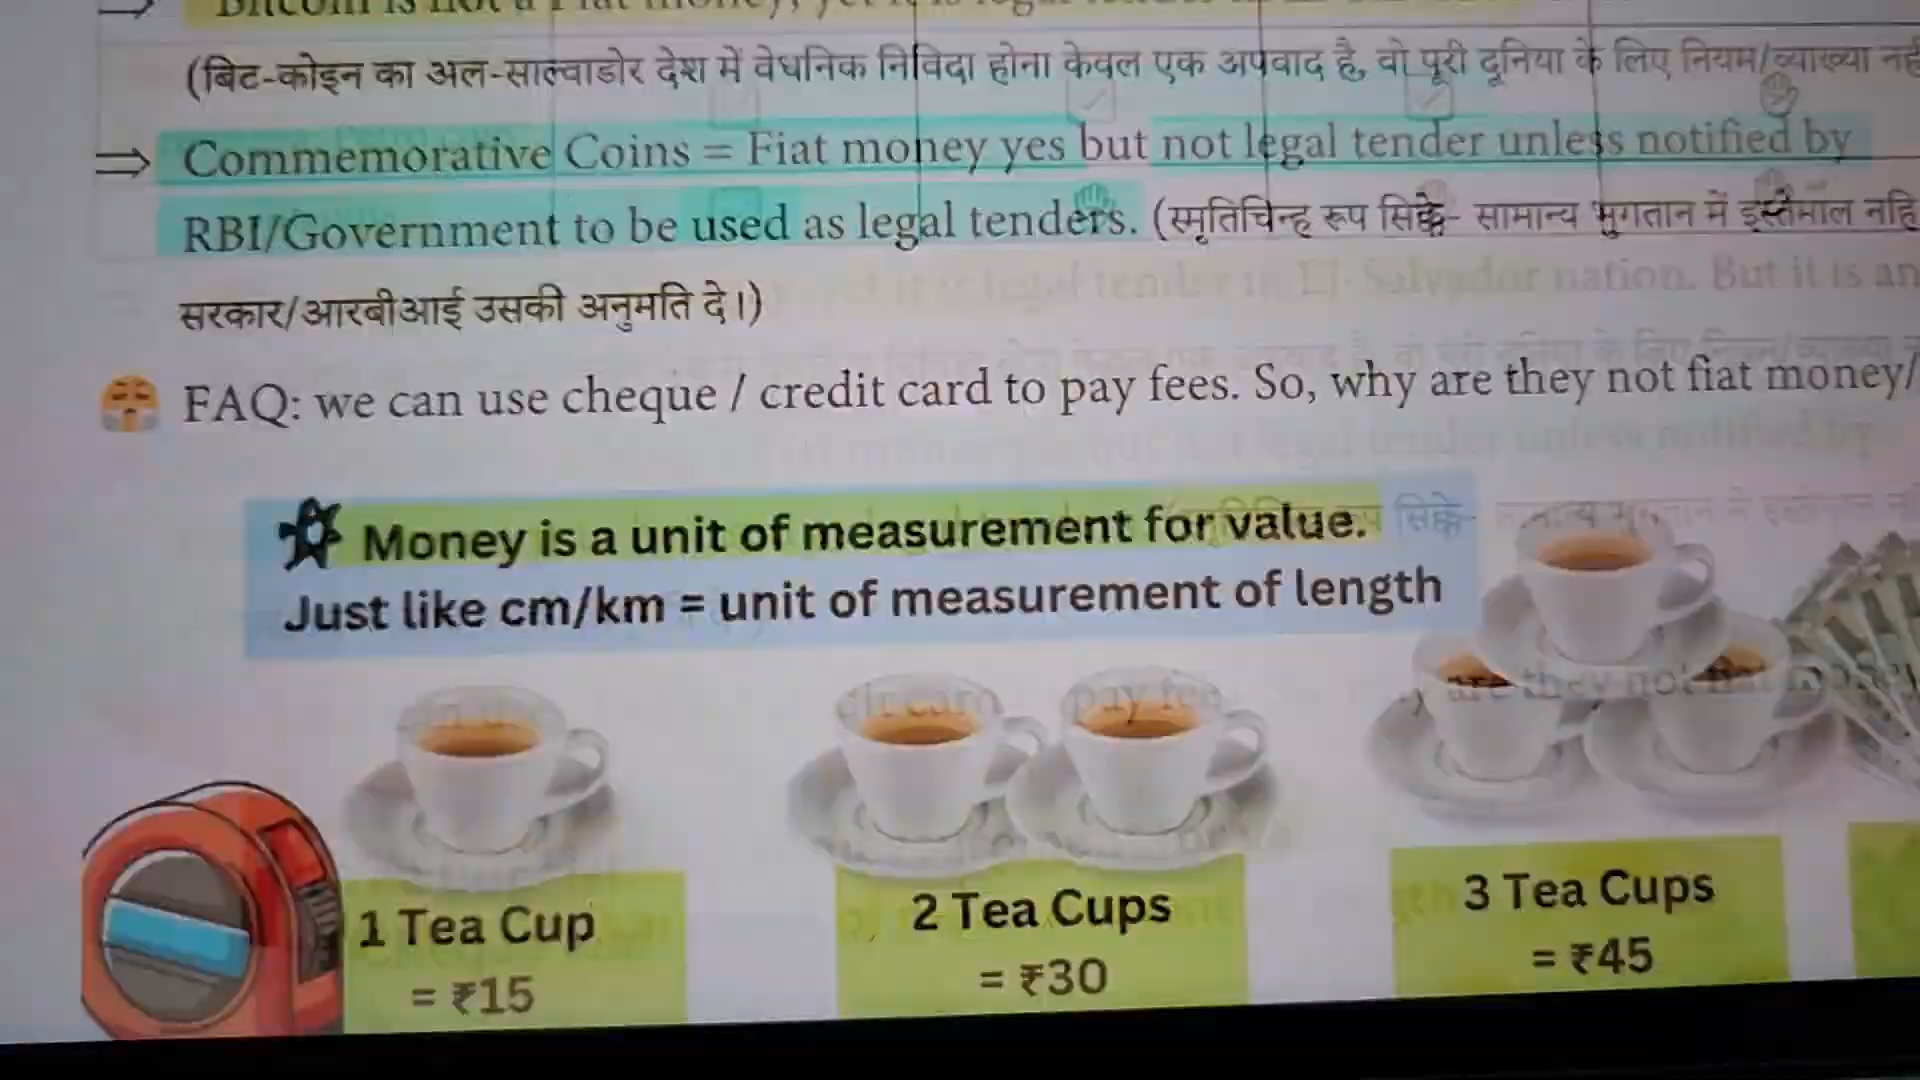 (बिट-कोइन का अल-साल्वाडोर देश में वेधनिक निविदा होना केवल एक अपवाद है, वो पूरी दूनिया के लिए नियम/व्याख्या नहीं
⇒ Commemorative Coins = Fiat money yes but not legal tender unless notified by
RBI/Government to be used as legal tenders. (स्मृतिचिन्ह रूप सिक्के- सामान्य भुगतान में इस्तेमाल नहि
सरकार/आरबीआई उसकी अनुमति दे।)
FAQ: we can use cheque / credit card to pay fees. So, why are they not fiat money/
Money is a unit of measurement for value.
Just like cm/km = unit of measurement of length
1 Tea Cup
= ₹15
2 Tea Cups
= ₹30
3 Tea Cups
= ₹45